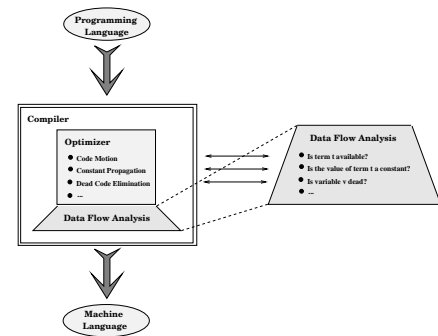 Programming
Language
Compiler
Optimizer
Code Motion
Constant Propagation
Dead Code Elimination
...
Data Flow Analysis
Data Flow Analysis
Is term t available?
Is the value of term t a constant?
Is variable v dead?
...
Machine
Language